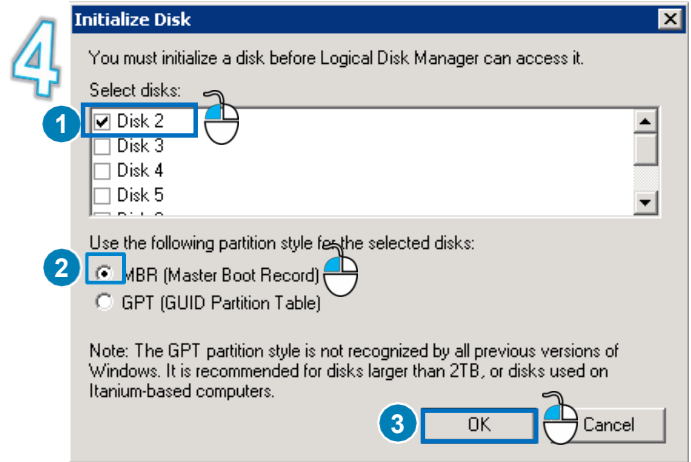 4
Initialize Disk
You must initialize a disk before Logical Disk Manager can access it.
Select disks:
1
Disk 2
Disk 3
Disk 4
Disk 5
Use the following partition style for the selected disks:
2
MBR (Master Boot Record)
GPT (GUID Partition Table)
Note: The GPT partition style is not recognized by all previous versions of
Windows. It is recommended for disks larger than 2TB, or disks used on
Itanium-based computers.
3
OK
Cancel